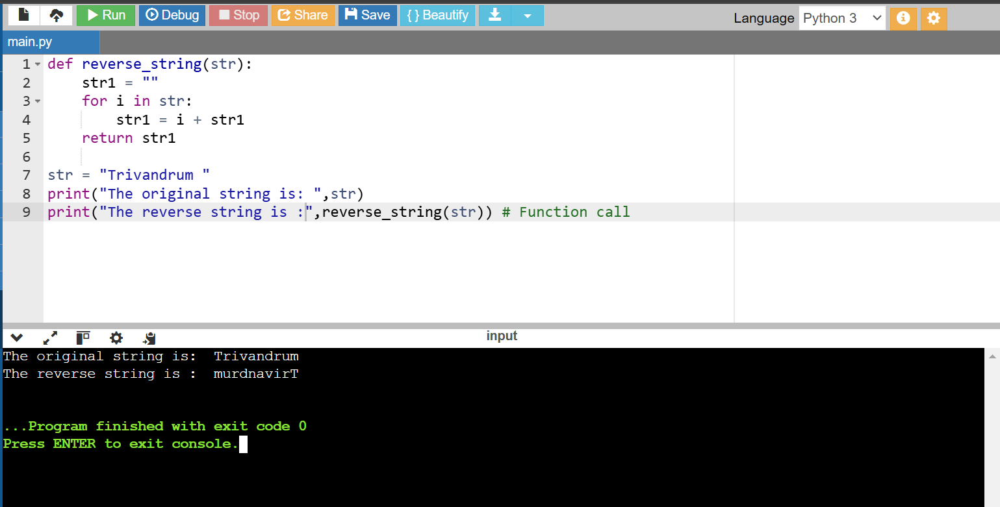 Run Debug Stop Share Save { } Beautify Language Python 3
main.py
1 def reverse_string(str):
2     str1 = ""
3     for i in str:
4         str1 = i + str1
5     return str1
6
7 str = "Trivandrum "
8 print("The original string is: ",str)
9 print("The reverse string is :",reverse_string(str)) # Function call
input
The original string is:  Trivandrum
The reverse string is :  murdnavirT
...Program finished with exit code 0
Press ENTER to exit console.